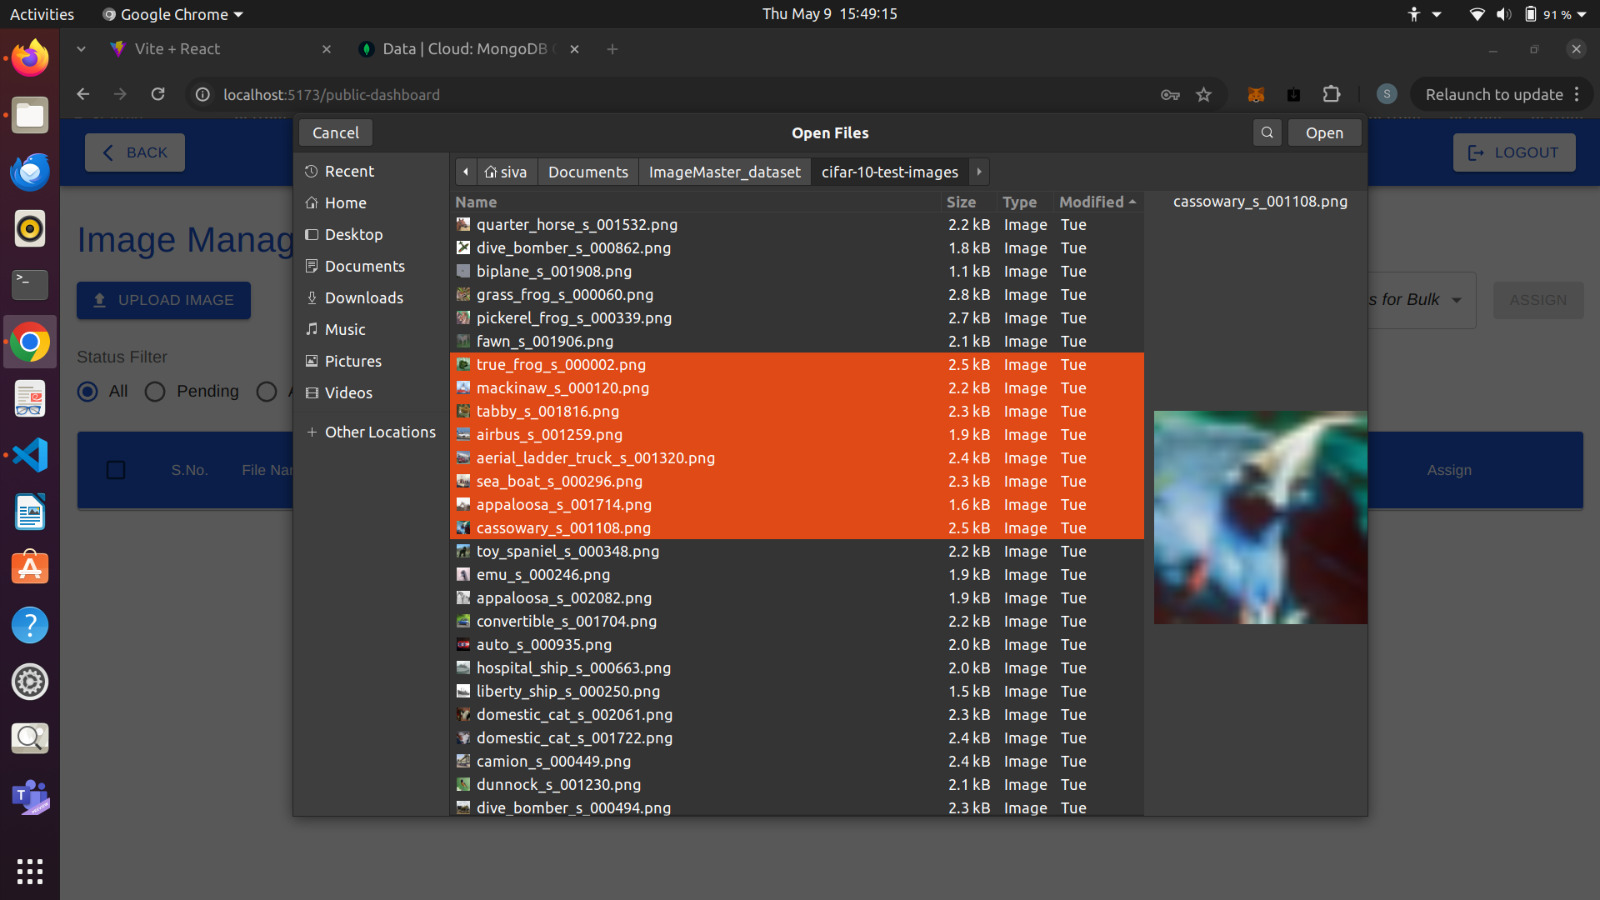 Activities Google Chrome Thu May 9 15:49:15 91 %
Vite + React Data | Cloud: MongoDB
localhost:5173/public-dashboard S Relaunch to update
Cancel Open Files Open
BACK LOGOUT
Image Manag
UPLOAD IMAGE
s for Bulk ASSIGN
Status Filter
All Pending
S.No. File Nar Assign
Recent
Home
Desktop
Documents
Downloads
Music
Pictures
Videos
Other Locations
siva Documents ImageMaster_dataset cifar-10-test-images
Name Size Type Modified
quarter_horse_s_001532.png 2.2 kB Image Tue
dive_bomber_s_000862.png 1.8 kB Image Tue
biplane_s_001908.png 1.1 kB Image Tue
grass_frog_s_000060.png 2.8 kB Image Tue
pickerel_frog_s_000339.png 2.7 kB Image Tue
fawn_s_001906.png 2.1 kB Image Tue
true_frog_s_000002.png 2.5 kB Image Tue
mackinaw_s_000120.png 2.2 kB Image Tue
tabby_s_001816.png 2.3 kB Image Tue
airbus_s_001259.png 1.9 kB Image Tue
aerial_ladder_truck_s_001320.png 2.4 kB Image Tue
sea_boat_s_000296.png 2.3 kB Image Tue
appaloosa_s_001714.png 1.6 kB Image Tue
cassowary_s_001108.png 2.5 kB Image Tue
toy_spaniel_s_000348.png 2.2 kB Image Tue
emu_s_000246.png 1.9 kB Image Tue
appaloosa_s_002082.png 1.9 kB Image Tue
convertible_s_001704.png 2.2 kB Image Tue
auto_s_000935.png 2.0 kB Image Tue
hospital_ship_s_000663.png 2.0 kB Image Tue
liberty_ship_s_000250.png 1.5 kB Image Tue
domestic_cat_s_002061.png 2.3 kB Image Tue
domestic_cat_s_001722.png 2.4 kB Image Tue
camion_s_000449.png 2.4 kB Image Tue
dunnock_s_001230.png 2.1 kB Image Tue
dive_bomber_s_000494.png 2.3 kB Image Tue
cassowary_s_001108.png